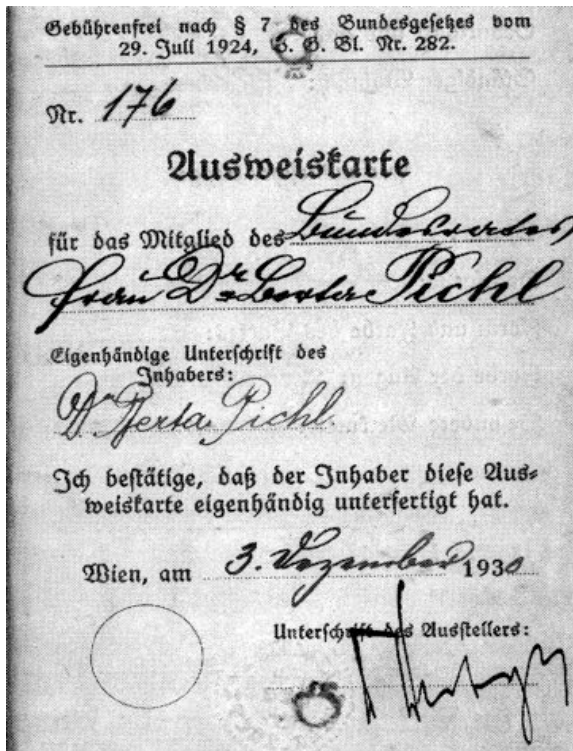 Gebührenfrei nach § 7 des Bundesgesetzes vom
29. Juli 1924, B. G. Bl. Nr. 282.
Nr. 176
Ausweiskarte
für das Mitglied des Bundesrates,
Frau Dr Berta Pichl
Eigenhändige Unterschrift des
Inhabers:
Dr Berta Pichl
Ich bestätige, daß der Inhaber diese Aus-
weiskarte eigenhändig unterfertigt hat.
Wien, am 3. Dezember 1930
Unterschrift des Ausstellers: